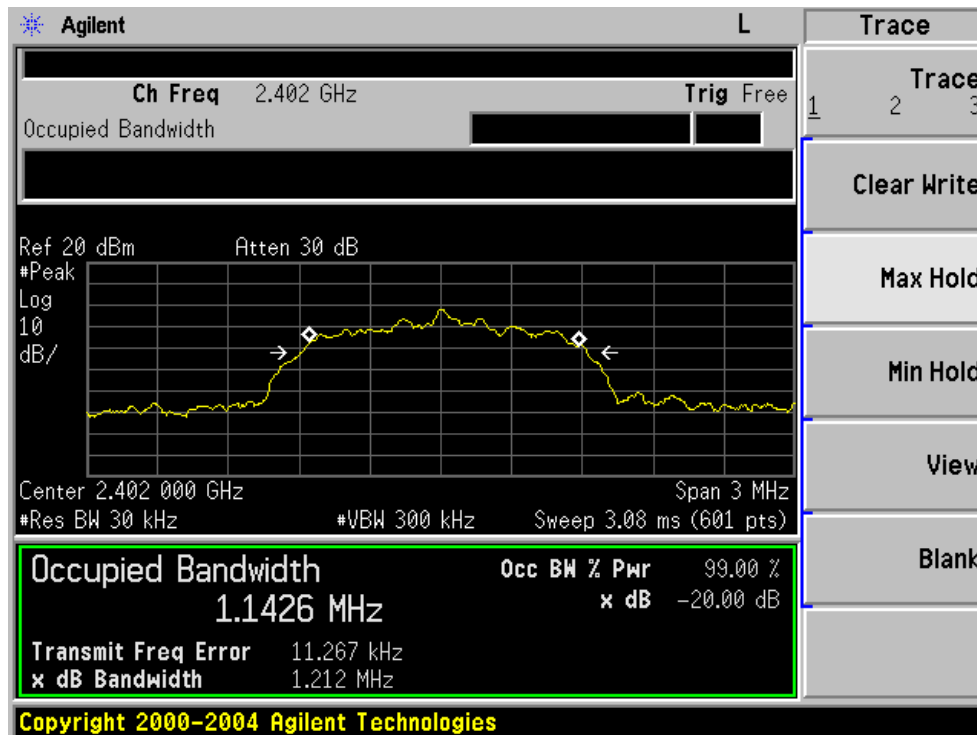 Agilent L Trace
Ch Freq 2.402 GHz Trig Free
Occupied Bandwidth
Trace
1 2 3
Clear Write
Max Hold
Min Hold
View
Blank
Ref 20 dBm Atten 30 dB
#Peak
Log
10
dB/
Center 2.402 000 GHz Span 3 MHz
#Res BW 30 kHz #VBW 300 kHz Sweep 3.08 ms (601 pts)
Occupied Bandwidth
1.1426 MHz
Occ BW % Pwr 99.00 %
x dB -20.00 dB
Transmit Freq Error 11.267 kHz
x dB Bandwidth 1.212 MHz
Copyright 2000-2004 Agilent Technologies